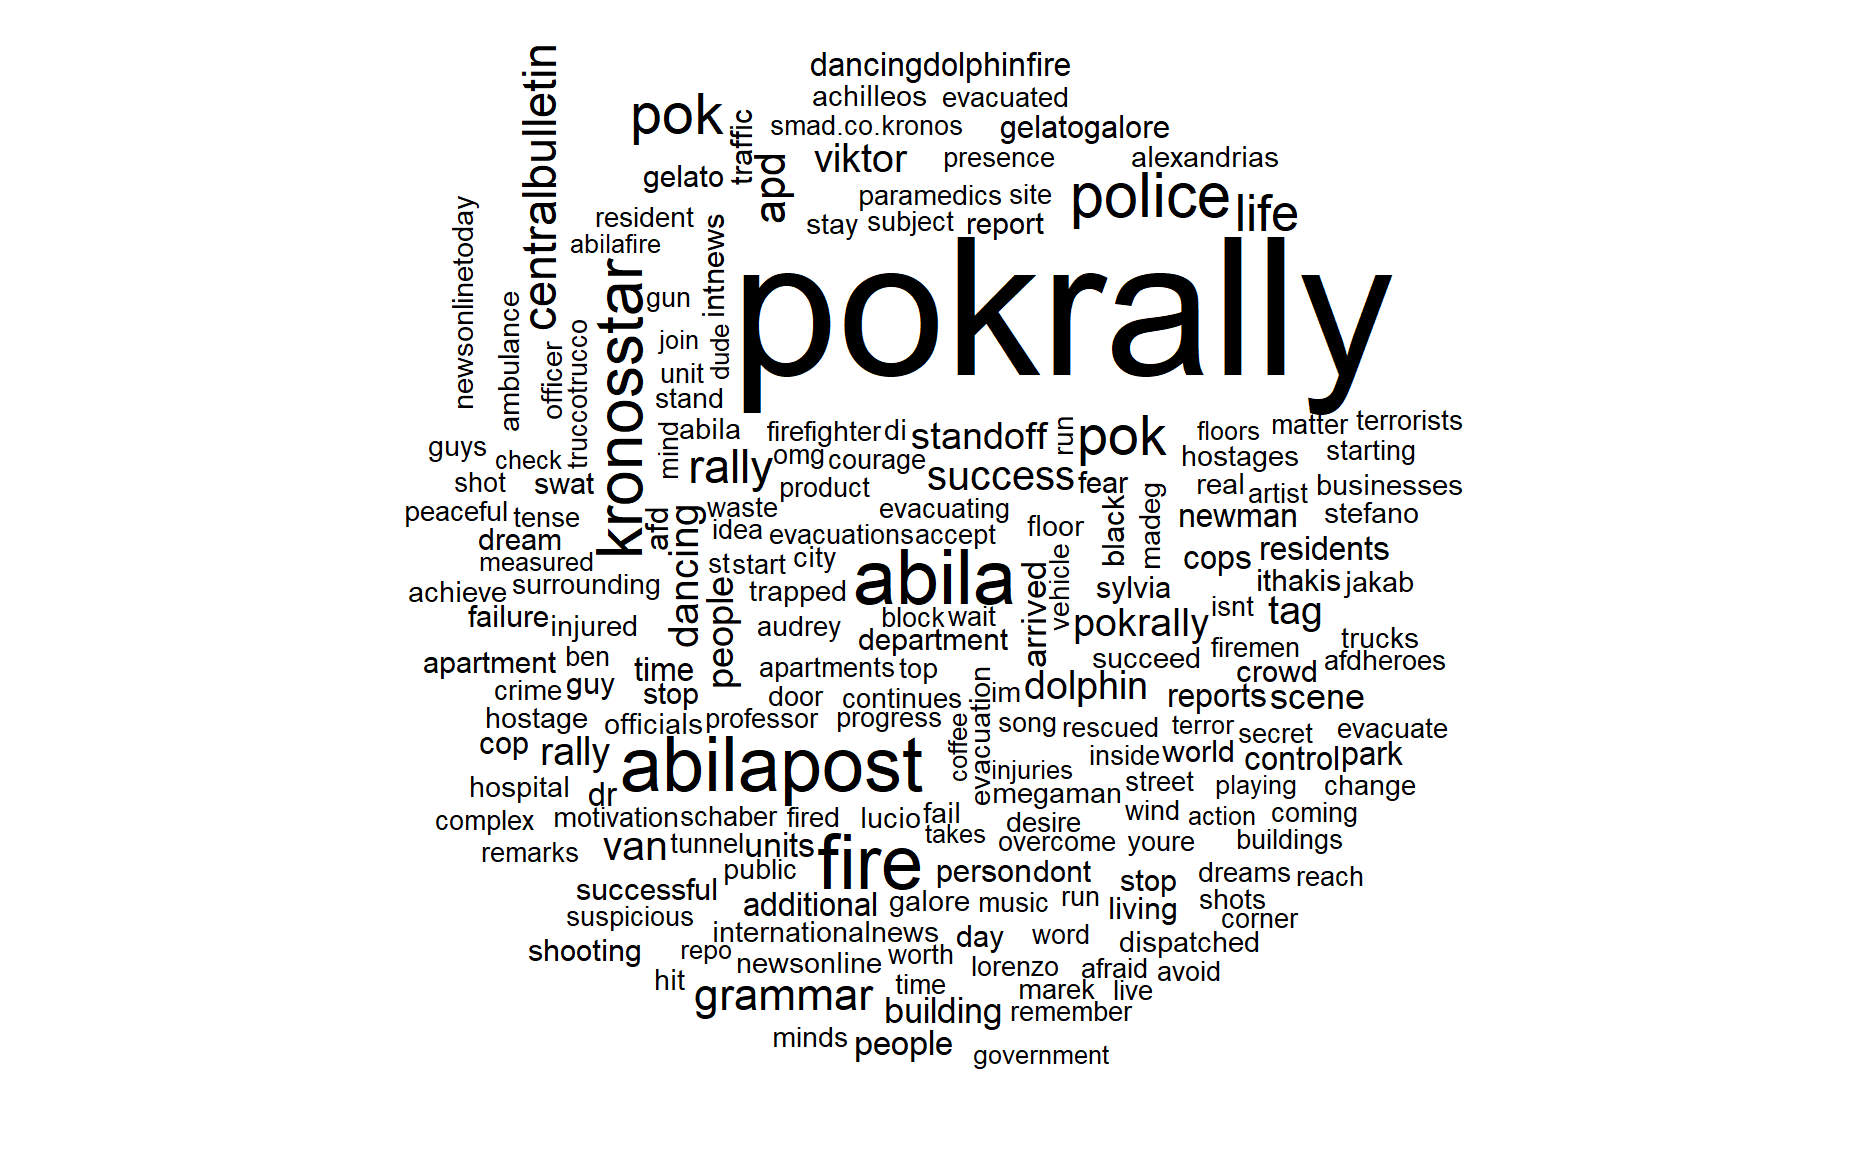 dancingdolphinfire
achilleos evacuated
centralbulletin
pok
traffic
smad.co.kronos gelatogalore
apd
viktor presence alexandrias
gelato
police
life
paramedics site
newsonlinetoday
resident
stay subject report
abilafire
intnews
pokrally
kronosstar
gun
ambulance
officer
truccotrucco
join
dude
unit
stand
mind
abila
firefighter di standoff
run
pok
floors matter terrorists
guys
check
rally
omg courage
hostages starting
shot swat
product
success fear
real artist businesses
peaceful tense
afd
dancing
waste
evacuating
black
madeg
newman stefano
dream
idea evacuations accept
floor
measured
st start city
abila
arrived
vehicle
cops residents
achieve surrounding
people
trapped
sylvia
ithakis jakab
failure injured
audrey
block wait
department
pokrally isnt tag
trucks
apartment ben
time
apartments top
succeed firemen
crowd afdheroes
crime guy stop
door continues
evacuation
im dolphin reports scene
hostage officials professor progress
coffee
song rescued terror secret evacuate
cop rally
abilapost
inside world control park
hospital dr
injuries
megaman
street playing change
complex motivation schaber fired lucio fail
desire
wind action coming
remarks van tunnel units
fire
takes
overcome youre buildings
public
person dont stop dreams reach
successful
additional galore music run living shots
suspicious
corner
internationalnews day word dispatched
shooting repo
newsonline worth
lorenzo afraid avoid
hit
grammar time
marek live
building remember
minds people government